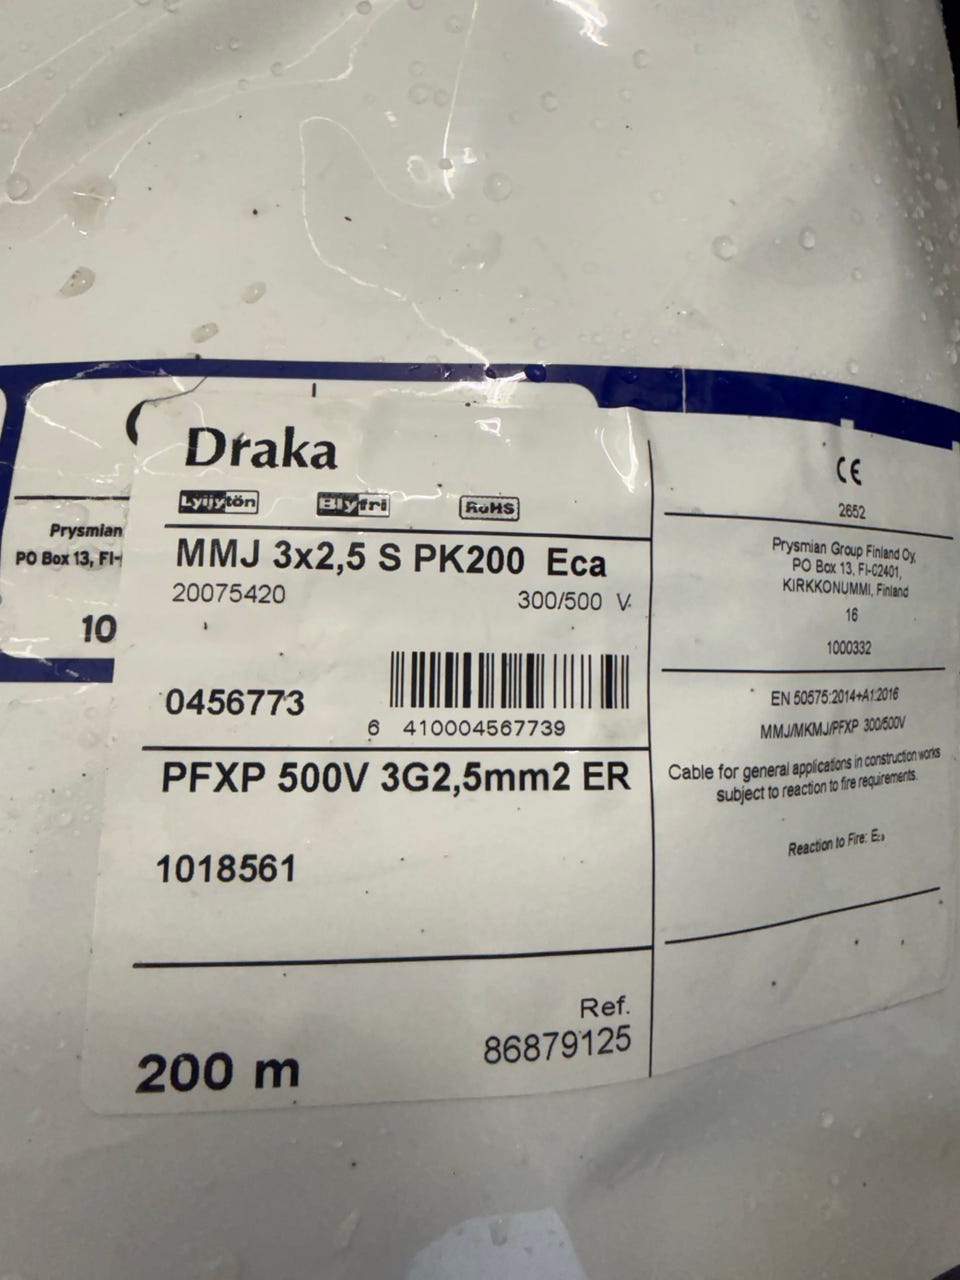 Draka
Lyijytön Blyfri RoHS
MMJ 3x2,5 S PK200 Eca
20075420 300/500 V
0456773
6 410004567739
PFXP 500V 3G2,5mm2 ER
1018561
Ref.
86879125
200 m
CE
2652
Prysmian Group Finland Oy,
PO Box 13, FI-02401,
KIRKKONUMMI, Finland
16
1000332
EN 50575:2014+A1:2016
MMJ/MKMJ/PFXP 300/500V
Cable for general applications in construction works
subject to reaction to fire requirements.
Reaction to Fire: Eca
Prysmian
PO Box 13, FI-
10